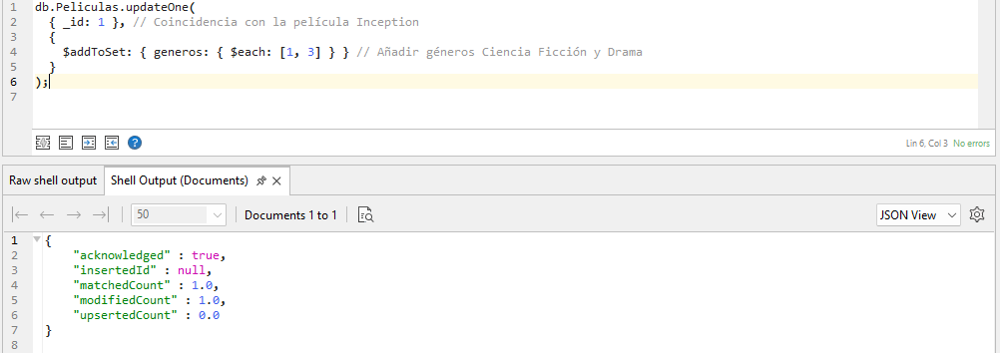 1 db.Peliculas.updateOne(
2 { _id: 1 }, // Coincidencia con la película Inception
3 {
4 $addToSet: { generos: { $each: [1, 3] } } // Añadir géneros Ciencia Ficción y Drama
5 }
6 );
7
Lin 6, Col 3 No errors
Raw shell output Shell Output (Documents)
50 Documents 1 to 1 JSON View
1 {
2 "acknowledged" : true,
3 "insertedId" : null,
4 "matchedCount" : 1.0,
5 "modifiedCount" : 1.0,
6 "upsertedCount" : 0.0
7 }
8